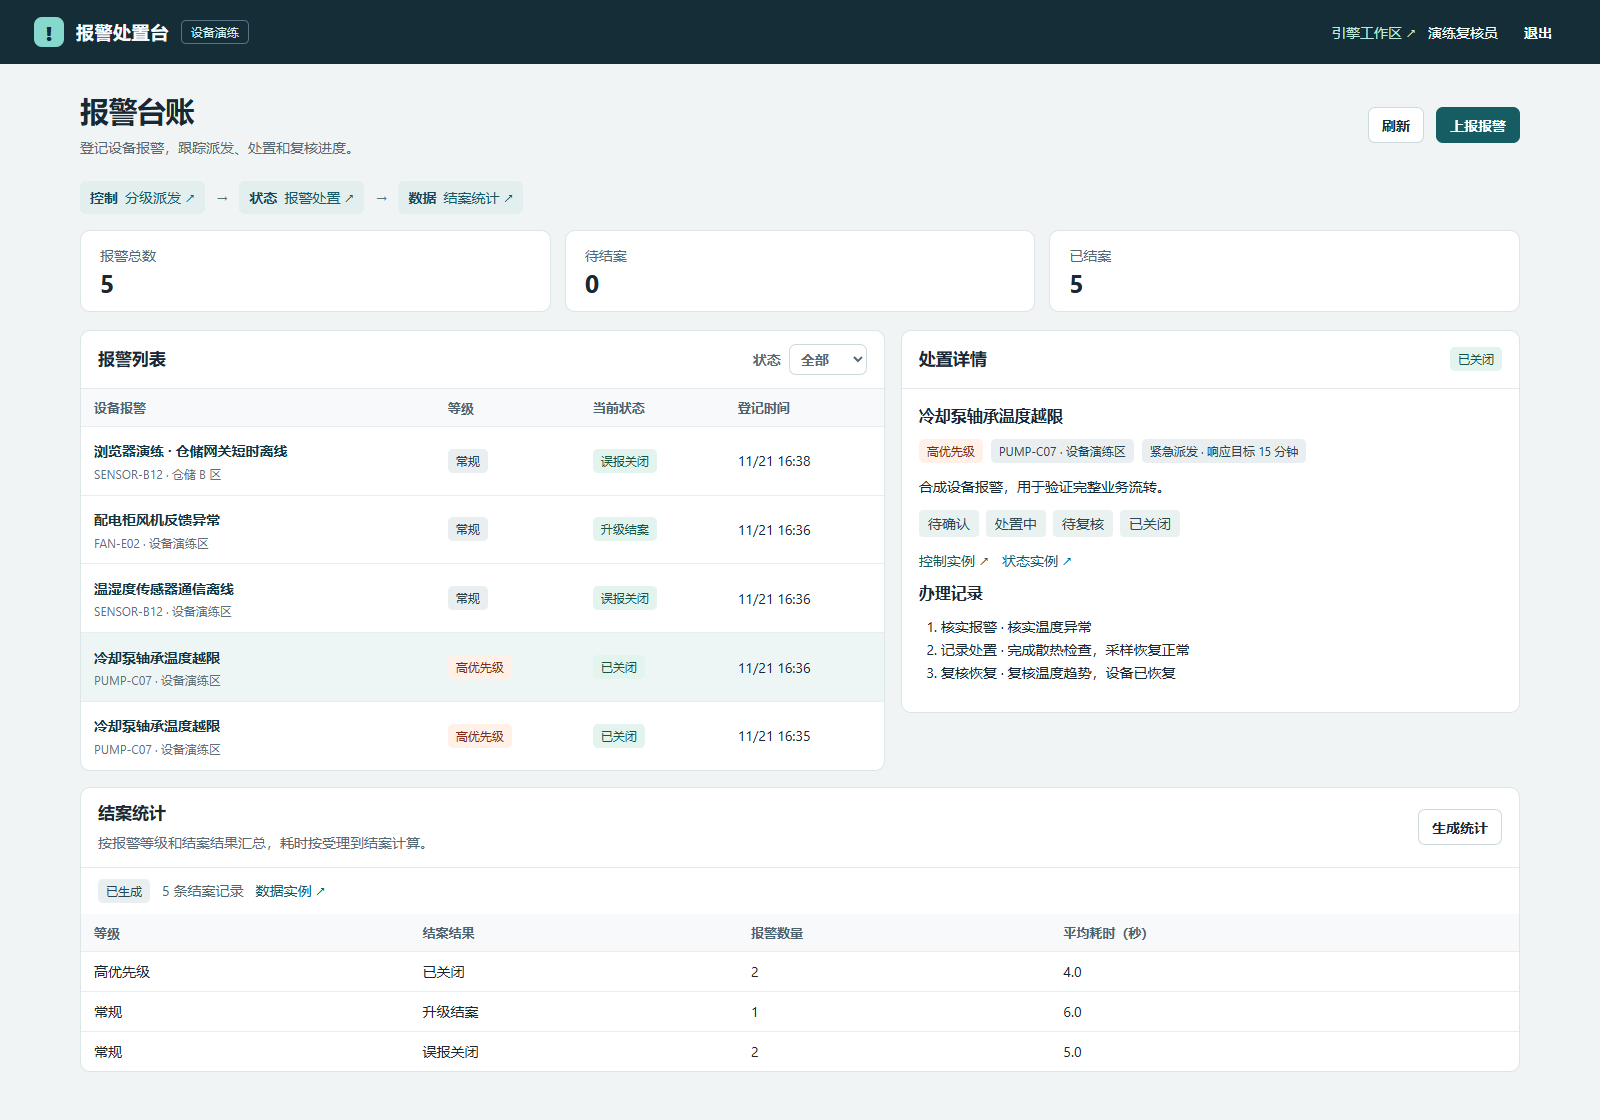 ! 报警处置台 设备演练 引擎工作区 ↗ 演练复核员 退出
报警台账
登记设备报警，跟踪派发、处置和复核进度。
刷新 上报报警
控制 分级派发 ↗ → 状态 报警处置 ↗ → 数据 结案统计 ↗
报警总数
5
待结案
0
已结案
5
报警列表 状态 全部
设备报警 等级 当前状态 登记时间
浏览器演练 · 仓储网关短时离线
SENSOR-B12 · 仓储 B 区
常规 误报关闭 11/21 16:38
配电柜风机反馈异常
FAN-E02 · 设备演练区
常规 升级结案 11/21 16:36
温湿度传感器通信离线
SENSOR-B12 · 设备演练区
常规 误报关闭 11/21 16:36
冷却泵轴承温度越限
PUMP-C07 · 设备演练区
高优先级 已关闭 11/21 16:36
冷却泵轴承温度越限
PUMP-C07 · 设备演练区
高优先级 已关闭 11/21 16:35
处置详情 已关闭
冷却泵轴承温度越限
高优先级 PUMP-C07 · 设备演练区 紧急派发 · 响应目标 15 分钟
合成设备报警，用于验证完整业务流转。
待确认 处置中 待复核 已关闭
控制实例 ↗ 状态实例 ↗
办理记录
1. 核实报警 · 核实温度异常
2. 记录处置 · 完成散热检查，采样恢复正常
3. 复核恢复 · 复核温度趋势，设备已恢复
结案统计
按报警等级和结案结果汇总，耗时按受理到结案计算。
生成统计
已生成 5 条结案记录 数据实例 ↗
等级 结案结果 报警数量 平均耗时（秒）
高优先级 已关闭 2 4.0
常规 升级结案 1 6.0
常规 误报关闭 2 5.0